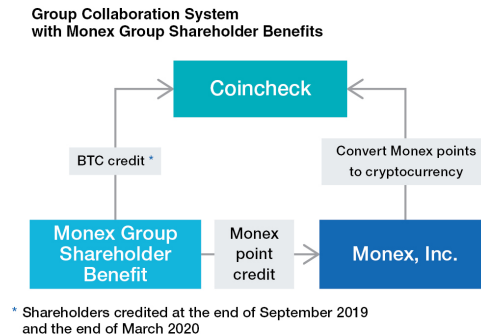 Group Collaboration System
with Monex Group Shareholder Benefits
Coincheck
BTC credit *
Convert Monex points
to cryptocurrency
Monex Group
Shareholder
Benefit
Monex
point
credit
Monex, Inc.
* Shareholders credited at the end of September 2019
and the end of March 2020